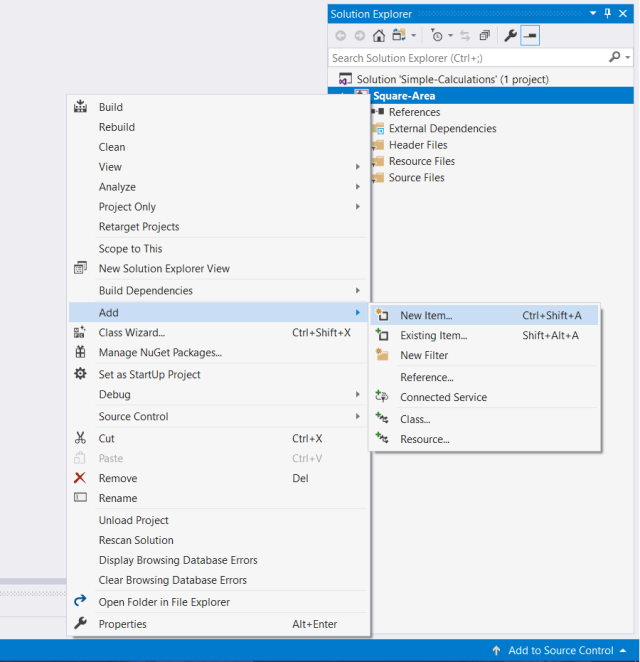 Solution Explorer
Search Solution Explorer (Ctrl+;)
Solution 'Simple-Calculations' (1 project)
Square-Area
References
External Dependencies
Header Files
Resource Files
Source Files
Build
Rebuild
Clean
View
Analyze
Project Only
Retarget Projects
Scope to This
New Solution Explorer View
Build Dependencies
Add
Class Wizard... Ctrl+Shift+X
Manage NuGet Packages...
Set as StartUp Project
Debug
Source Control
Cut Ctrl+X
Paste Ctrl+V
Remove Del
Rename
Unload Project
Rescan Solution
Display Browsing Database Errors
Clear Browsing Database Errors
Open Folder in File Explorer
Properties Alt+Enter
New Item... Ctrl+Shift+A
Existing Item... Shift+Alt+A
New Filter
Reference...
Connected Service
Class...
Resource...
Add to Source Control